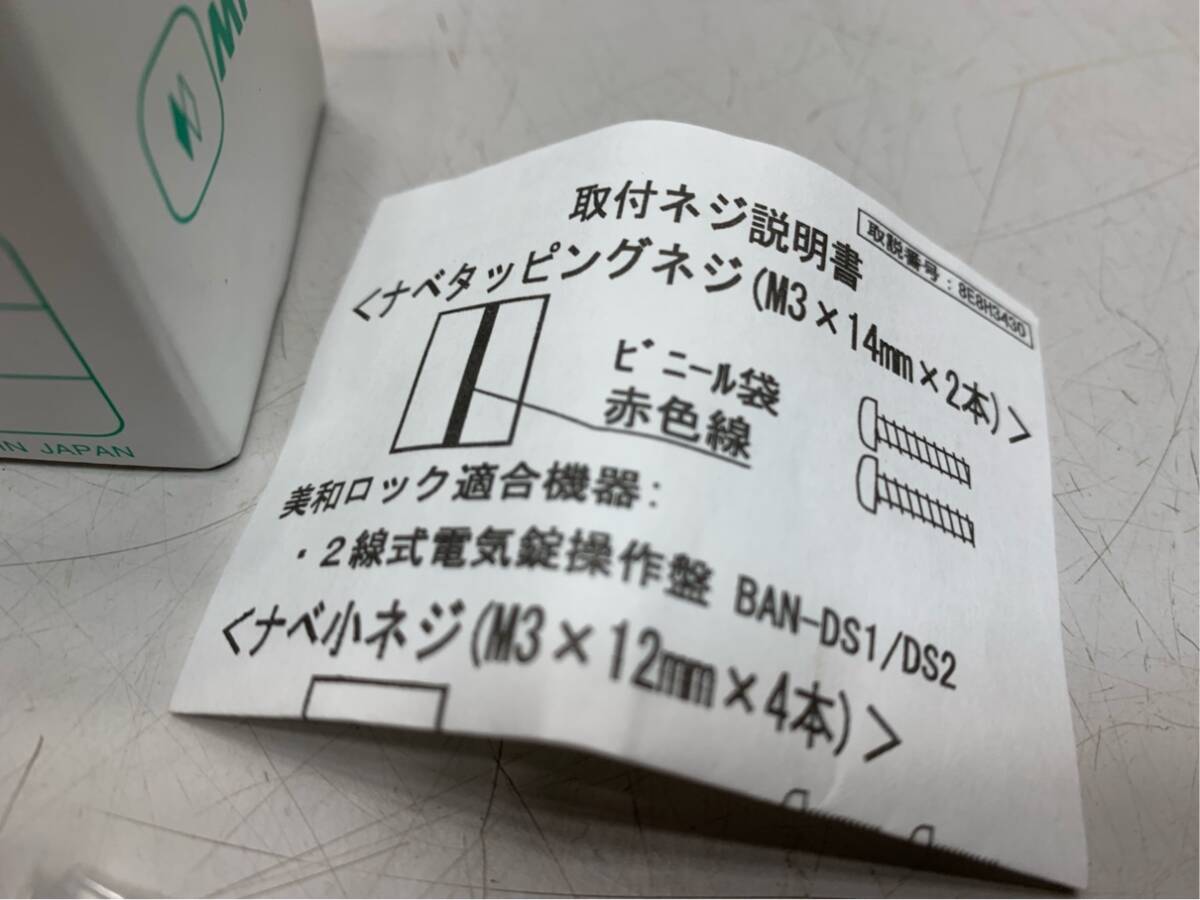 MI
IN JAPAN
取付ネジ説明書
取説番号:8E8H3430
<ナベタッピングネジ(M3×14mm×2本)>
ビニール袋
赤色線
美和ロック適合機器:
・2線式電気錠操作盤 BAN-DS1/DS2
<ナベ小ネジ(M3×12mm×4本)>